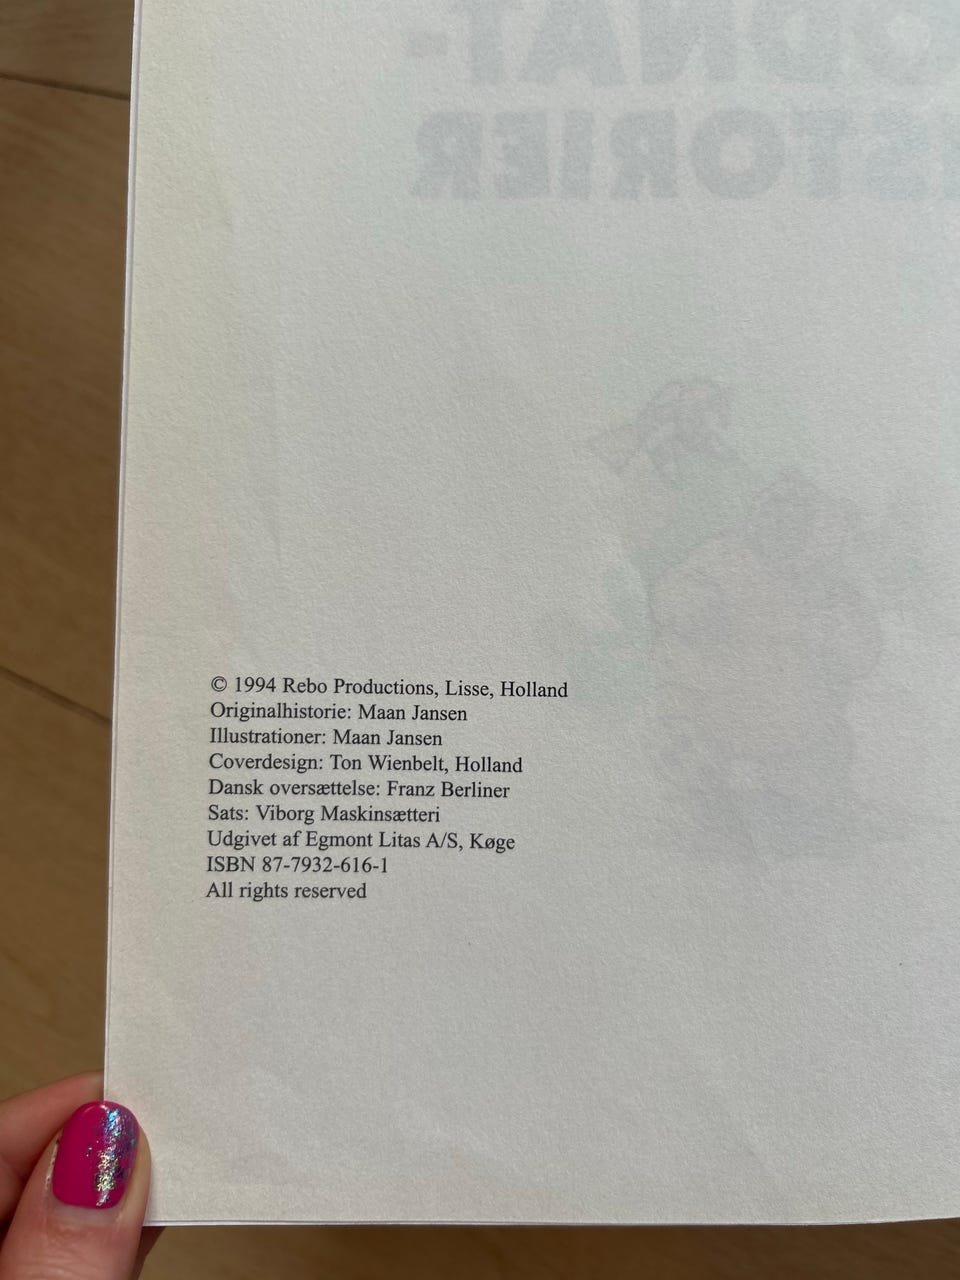 © 1994 Rebo Productions, Lisse, Holland
Originalhistorie: Maan Jansen
Illustrationer: Maan Jansen
Coverdesign: Ton Wienbelt, Holland
Dansk oversættelse: Franz Berliner
Sats: Viborg Maskinsætteri
Udgivet af Egmont Litas A/S, Køge
ISBN 87-7932-616-1
All rights reserved